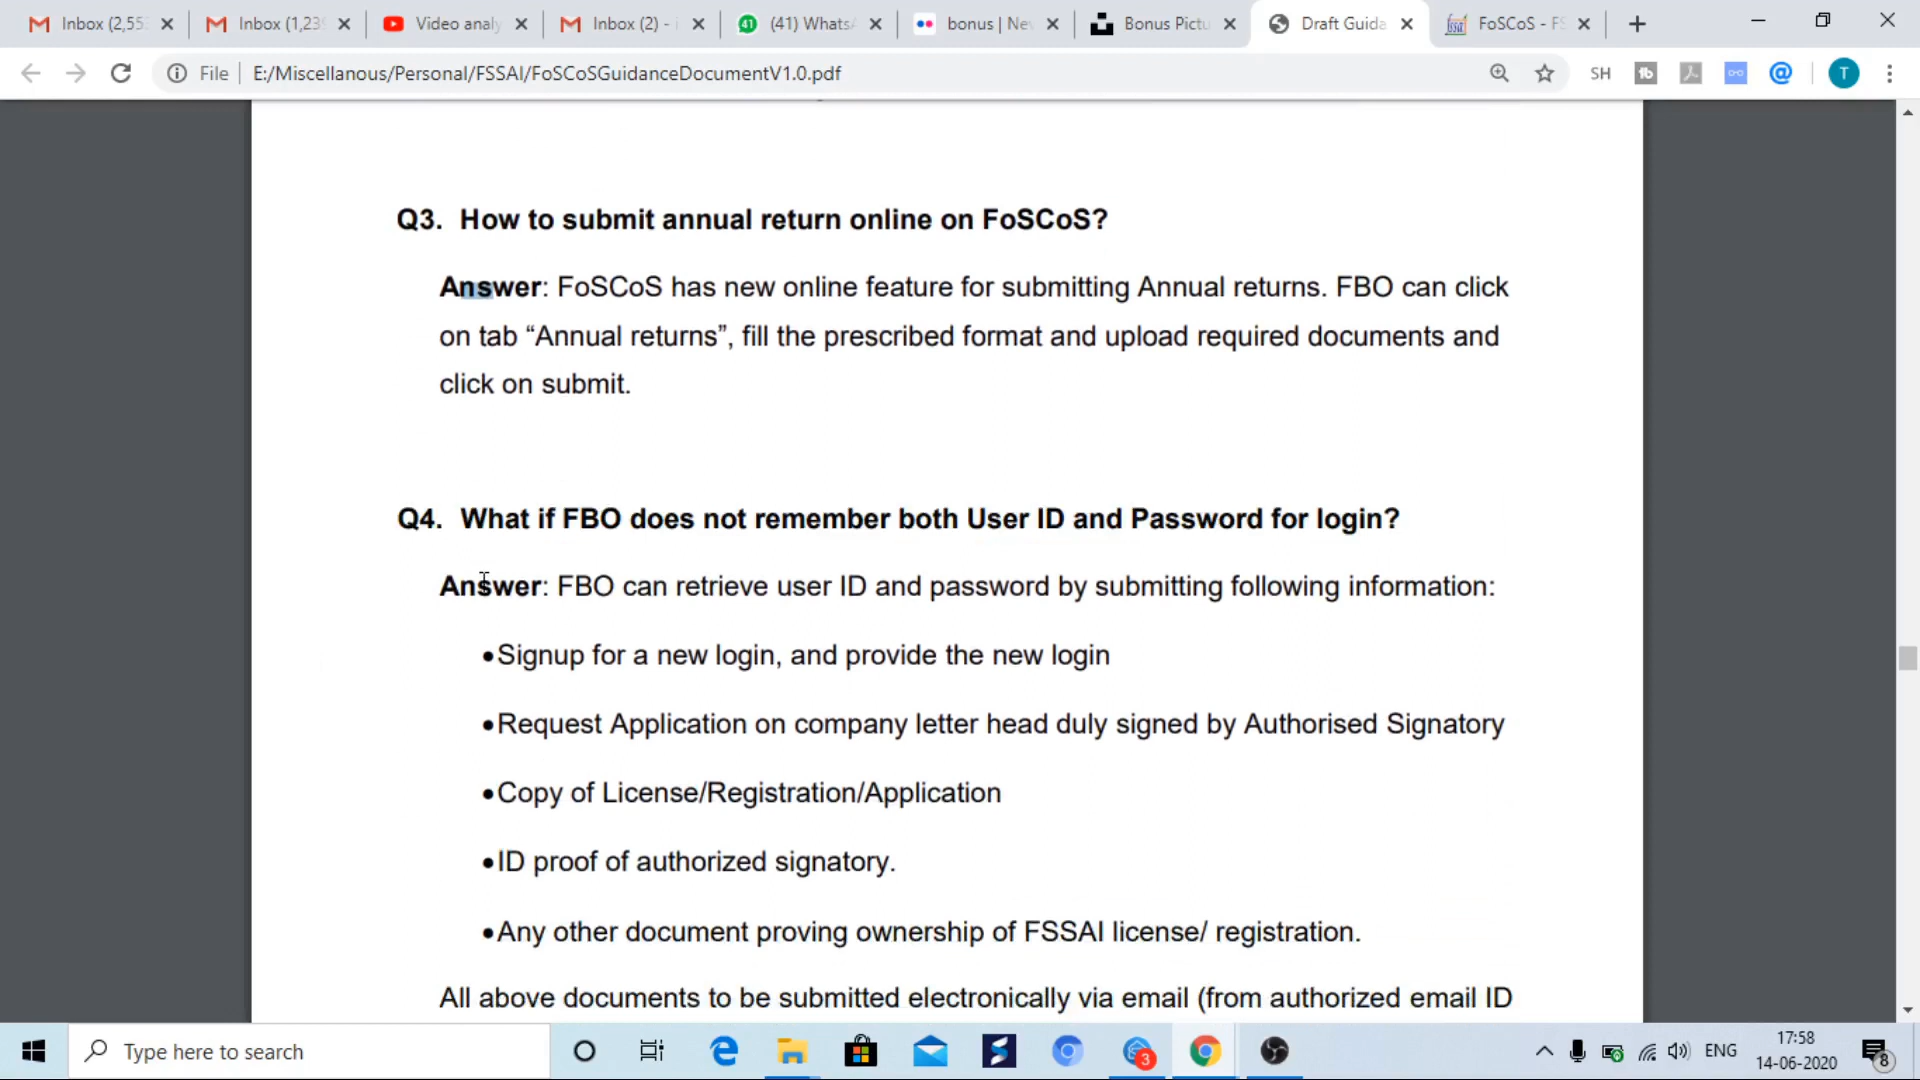 Inbox (2,55
Inbox (1,23
Video analy
Inbox (2) -
(41) Whats
bonus | Ne
Bonus Pictu
Draft Guida
FoSCoS - FS
File
E:/Miscellanous/Personal/FSSAI/FoSCoSGuidanceDocumentV1.0.pdf
SH
T
Q3. How to submit annual return online on FoSCoS?
Answer: FoSCoS has new online feature for submitting Annual returns. FBO can click
on tab “Annual returns”, fill the prescribed format and upload required documents and
click on submit.
Q4. What if FBO does not remember both User ID and Password for login?
Answer: FBO can retrieve user ID and password by submitting following information:
•Signup for a new login, and provide the new login
•Request Application on company letter head duly signed by Authorised Signatory
•Copy of License/Registration/Application
•ID proof of authorized signatory.
•Any other document proving ownership of FSSAI license/ registration.
All above documents to be submitted electronically via email (from authorized email ID
Type here to search
3
ENG
17:58
14-06-2020
8